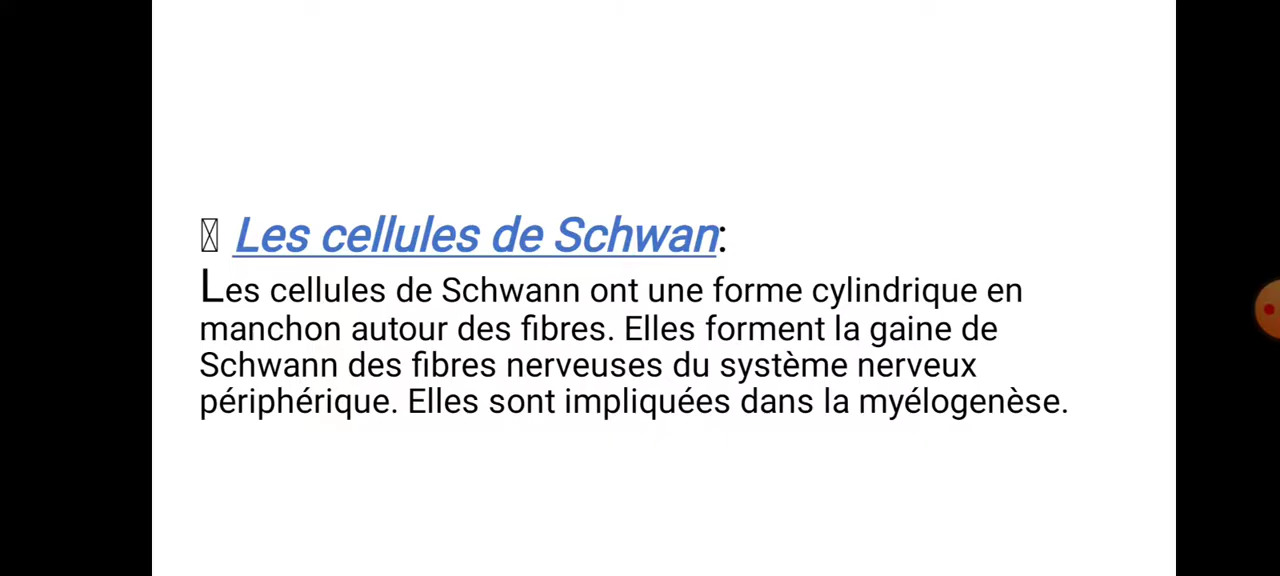 Les cellules de Schwan:
Les cellules de Schwann ont une forme cylindrique en
manchon autour des fibres. Elles forment la gaine de
Schwann des fibres nerveuses du système nerveux
périphérique. Elles sont impliquées dans la myélogenèse.